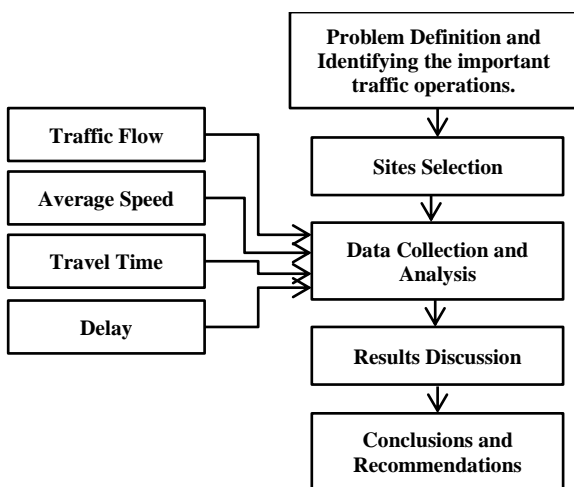 Problem Definition and
Identifying the important
traffic operations.
Traffic Flow
Sites Selection
Average Speed
Data Collection and
Analysis
Travel Time
Delay
Results Discussion
Conclusions and
Recommendations